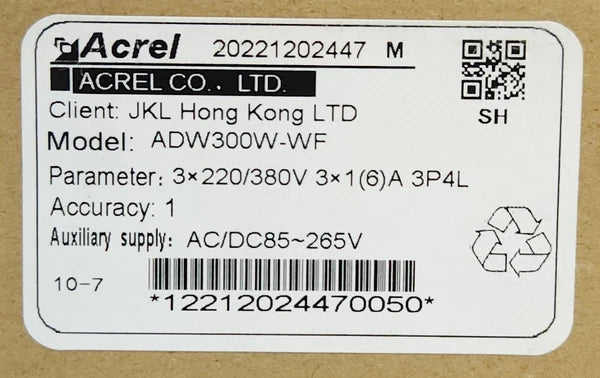 Acrel 20221202447 M
ACREL CO., LTD.
SH
Client: JKL Hong Kong LTD
Model: ADW300W-WF
Parameter: 3×220/380V 3×1(6)A 3P4L
Accuracy: 1
Auxiliary supply: AC/DC85~265V
10-7
*12212024470050*